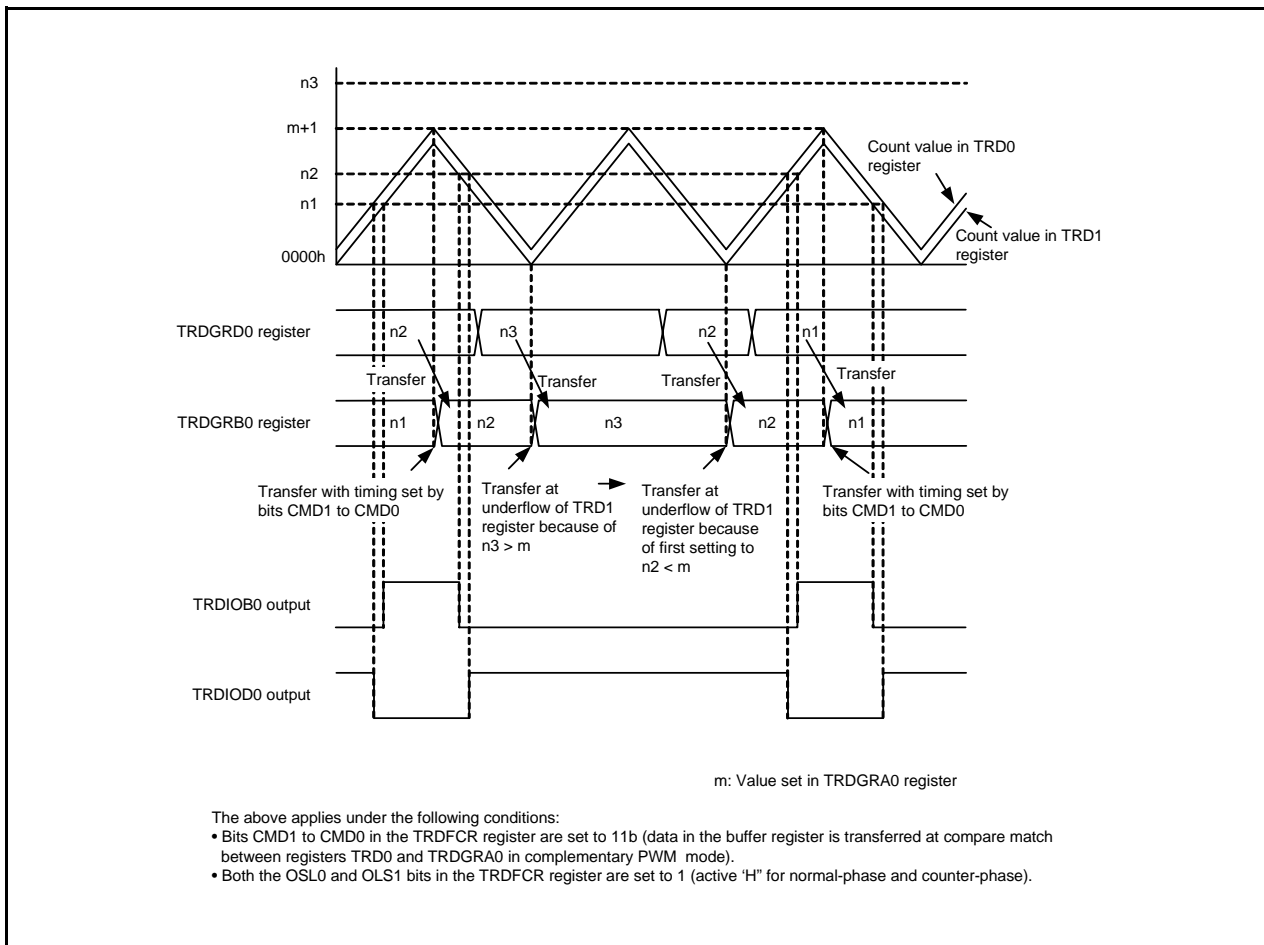 n3
m+1
n2
n1
0000h
Count value in TRD0
register
Count value in TRD1
register
TRDGRD0 register
n2
n3
n2
n1
Transfer
Transfer
Transfer
Transfer
TRDGRB0 register
n1
n2
n3
n2
n1
Transfer with timing set by
bits CMD1 to CMD0
Transfer at
underflow of TRD1
register because of
n3 > m
Transfer at
underflow of TRD1
register because
of first setting to
n2 < m
Transfer with timing set by
bits CMD1 to CMD0
TRDIOB0 output
TRDIOD0 output
m: Value set in TRDGRA0 register
The above applies under the following conditions:
• Bits CMD1 to CMD0 in the TRDFCR register are set to 11b (data in the buffer register is transferred at compare match
between registers TRD0 and TRDGRA0 in complementary PWM mode).
• Both the OSL0 and OLS1 bits in the TRDFCR register are set to 1 (active ‘H” for normal-phase and counter-phase).